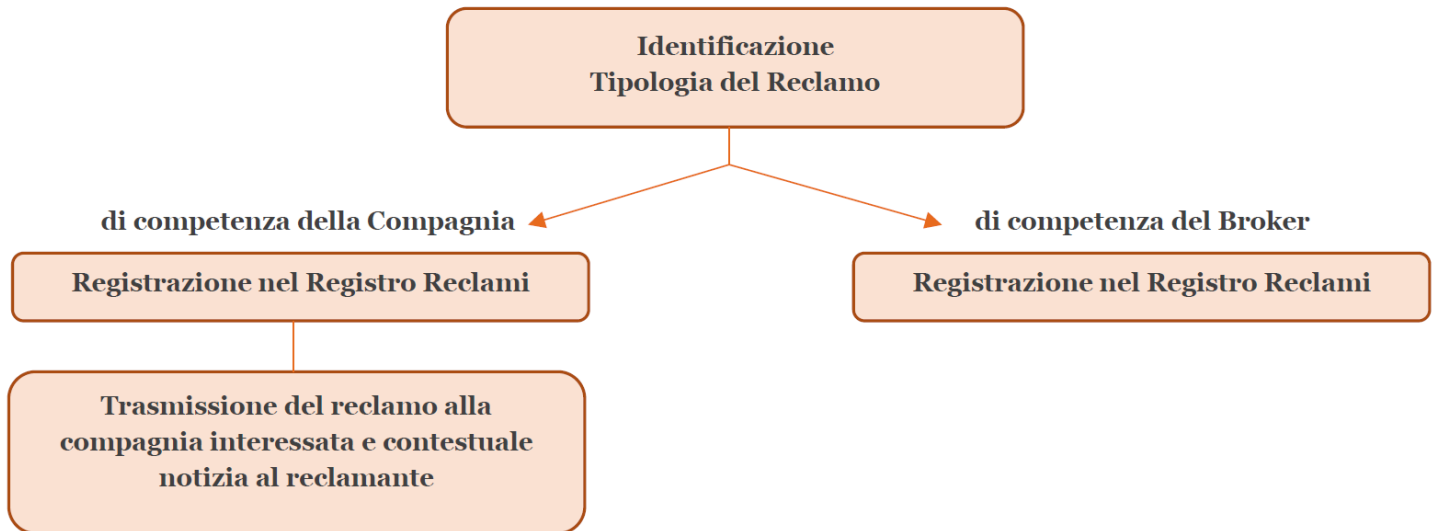 Identificazione
Tipologia del Reclamo
di competenza della Compagnia
di competenza del Broker
Registrazione nel Registro Reclami
Registrazione nel Registro Reclami
Trasmissione del reclamo alla
compagnia interessata e contestuale
notizia al reclamante